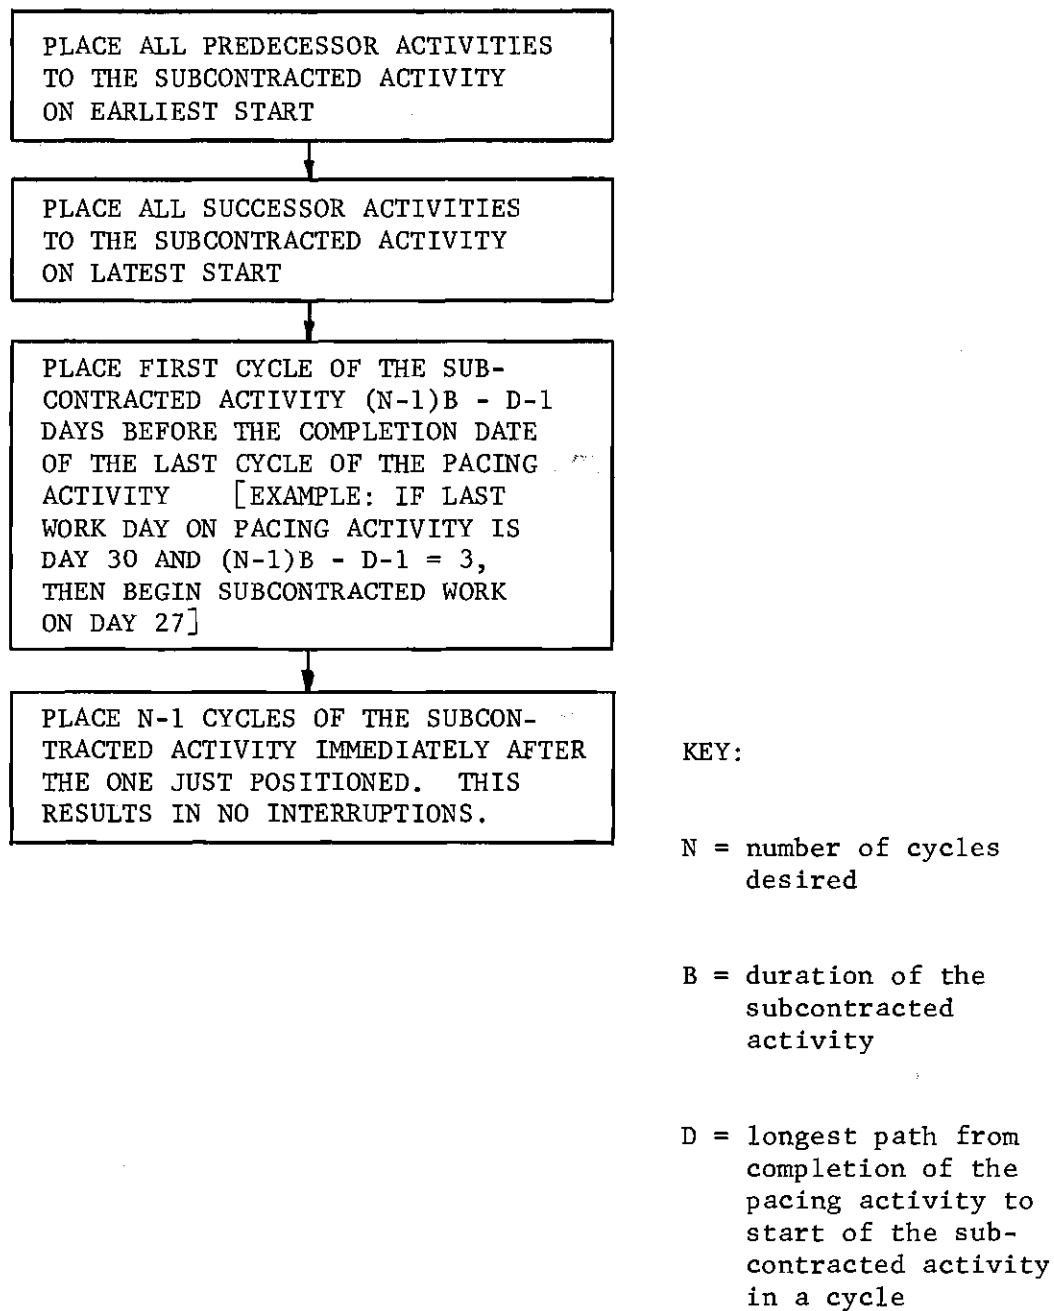 PLACE ALL PREDECESSOR ACTIVITIES
TO THE SUBCONTRACTED ACTIVITY
ON EARLIEST START
PLACE ALL SUCCESSOR ACTIVITIES
TO THE SUBCONTRACTED ACTIVITY
ON LATEST START
PLACE FIRST CYCLE OF THE SUB-
CONTRACTED ACTIVITY (N-1)B - D-1
DAYS BEFORE THE COMPLETION DATE
OF THE LAST CYCLE OF THE PACING
ACTIVITY [EXAMPLE: IF LAST
WORK DAY ON PACING ACTIVITY IS
DAY 30 AND (N-1)B - D-1 = 3,
THEN BEGIN SUBCONTRACTED WORK
ON DAY 27]
PLACE N-1 CYCLES OF THE SUBCON-
TRACTED ACTIVITY IMMEDIATELY AFTER
THE ONE JUST POSITIONED. THIS
RESULTS IN NO INTERRUPTIONS.
KEY:
N = number of cycles
desired
B = duration of the
subcontracted
activity
D = longest path from
completion of the
pacing activity to
start of the sub-
contracted activity
in a cycle